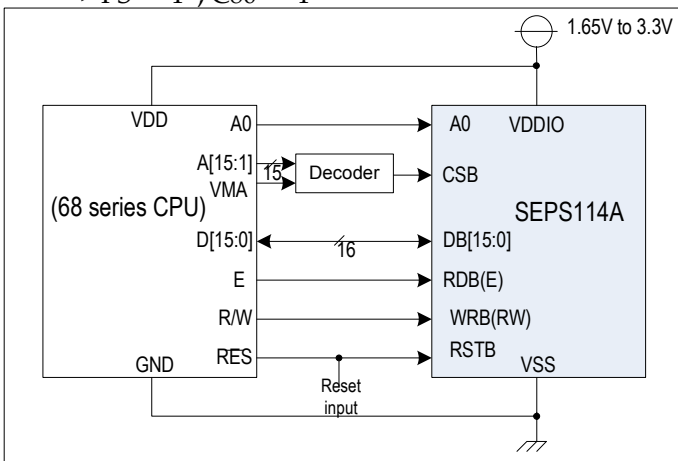 1.65V to 3.3V
VDD
A0
A[15:1]
15
VMA
(68 series CPU)
D[15:0]
16
E
R/W
RES
GND
Decoder
Reset
input
A0
VDDIO
CSB
SEPS114A
DB[15:0]
RDB(E)
WRB(RW)
RSTB
VSS